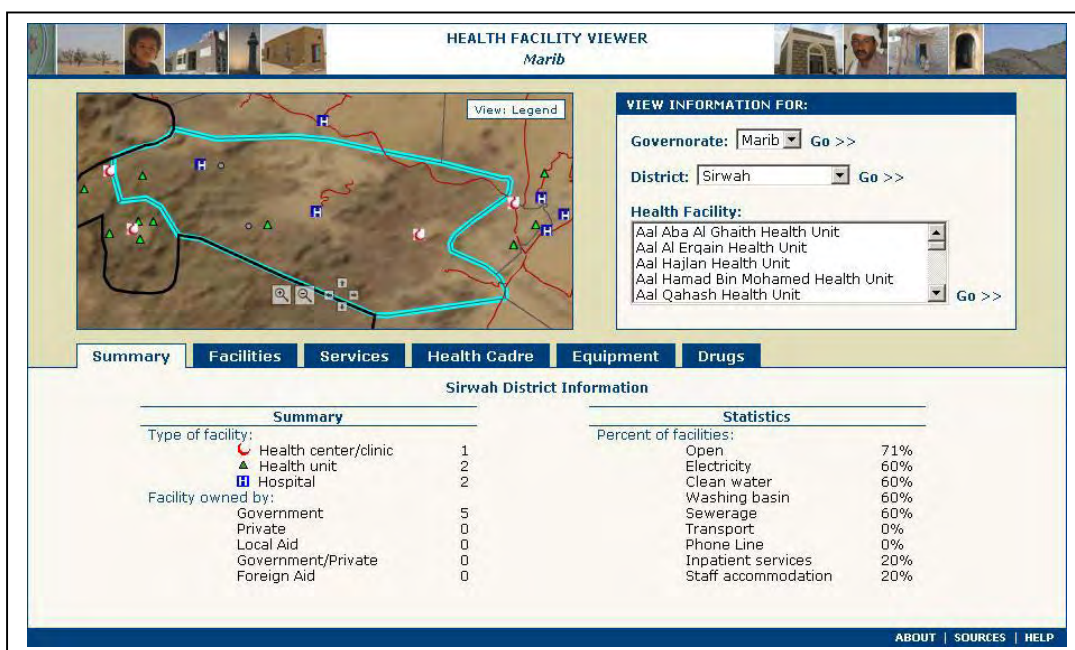 HEALTH FACILITY VIEWER
Marib
View: Legend
H
H
H
H
H
H
VIEW INFORMATION FOR:
Governorate: Marib Go >>
District: Sirwah Go >>
Health Facility:
Aal Aba Al Ghaith Health Unit
Aal Al Erqain Health Unit
Aal Hajlan Health Unit
Aal Hamad Bin Mohamed Health Unit
Aal Qahash Health Unit
Go >>
Summary Facilities Services Health Cadre Equipment Drugs
Sirwah District Information
Summary
Type of facility:
Health center/clinic 1
Health unit 2
H Hospital 2
Facility owned by:
Government 5
Private 0
Local Aid 0
Government/Private 0
Foreign Aid 0
Statistics
Percent of facilities:
Open 71%
Electricity 60%
Clean water 60%
Washing basin 60%
Sewerage 60%
Transport 0%
Phone Line 0%
Inpatient services 20%
Staff accommodation 20%
ABOUT | SOURCES | HELP